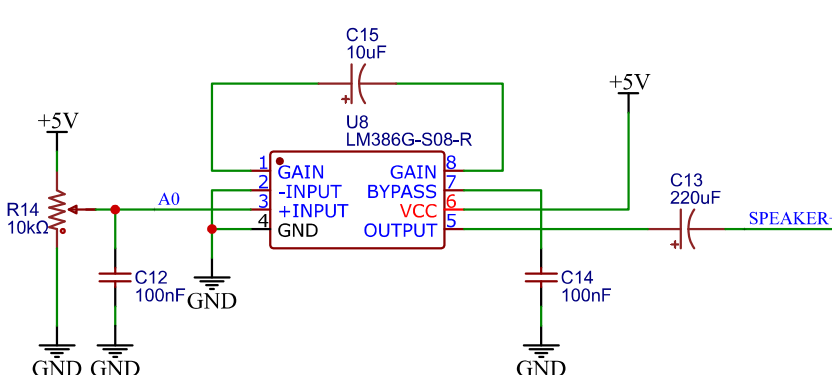 C15
10uF
+5V
U8
LM386G-S08-R
+5V
1
GAIN
GAIN
8
2
-INPUT
BYPASS
7
3
+INPUT
VCC
6
4
GND
OUTPUT
5
R14
10kΩ
A0
C13
220uF
SPEAKER-
C12
100nF
GND
C14
100nF
GND
GND
GND